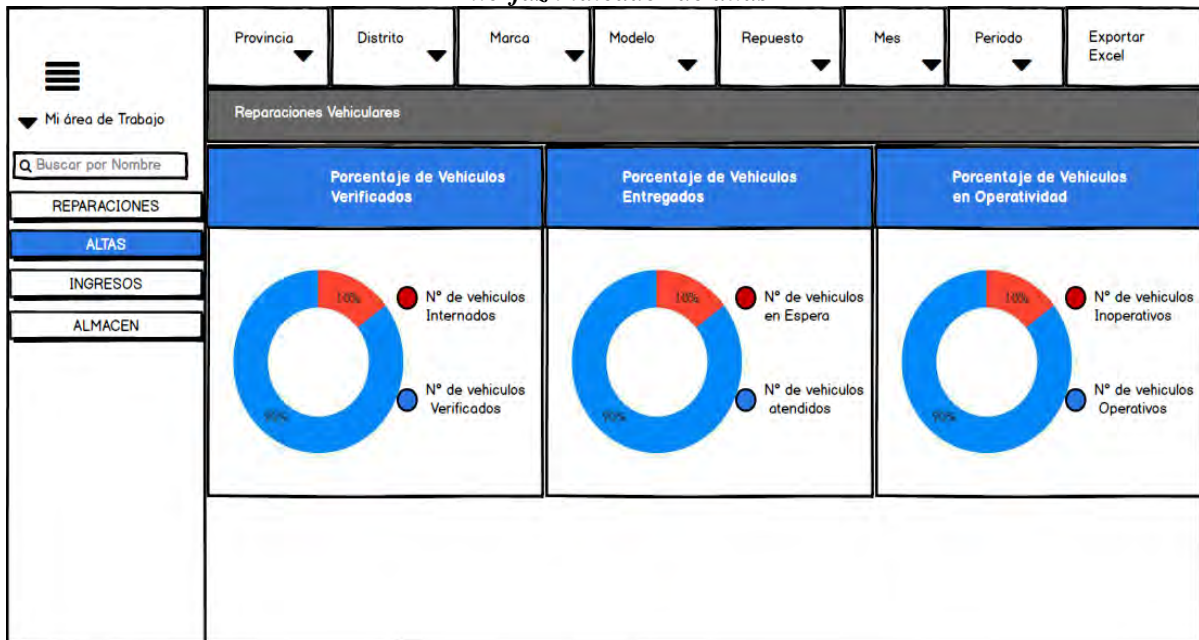 Provincia
Distrito
Marca
Modelo
Repuesto
Mes
Periodo
Exportar
Excel
Mi área de Trabajo
Buscar por Nombre
REPARACIONES
ALTAS
INGRESOS
ALMACEN
Reparaciones Vehiculares
Porcentaje de Vehiculos
Verificados
10%
90%
N° de vehiculos
Internados
N° de vehiculos
Verificados
Porcentaje de Vehiculos
Entregados
10%
90%
N° de vehiculos
en Espera
N° de vehiculos
atendidos
Porcentaje de Vehiculos
en Operatividad
10%
90%
N° de vehiculos
Inoperativos
N° de vehiculos
Operativos